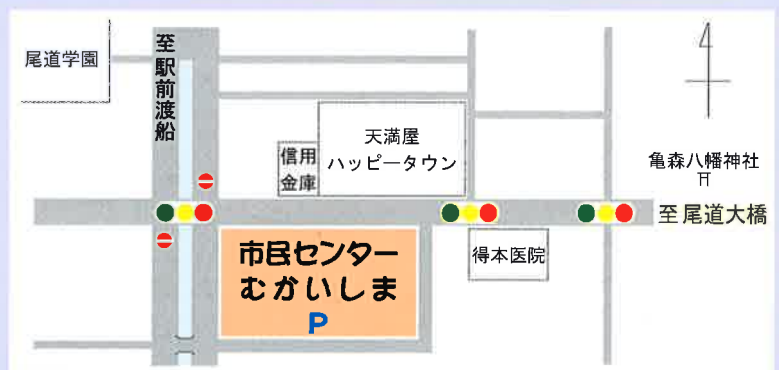 尾道学園
至駅前渡船
信用
金庫
天満屋
ハッピータウン
亀森八幡神社
至尾道大橋
市民センター
むかいしま
P
得本医院